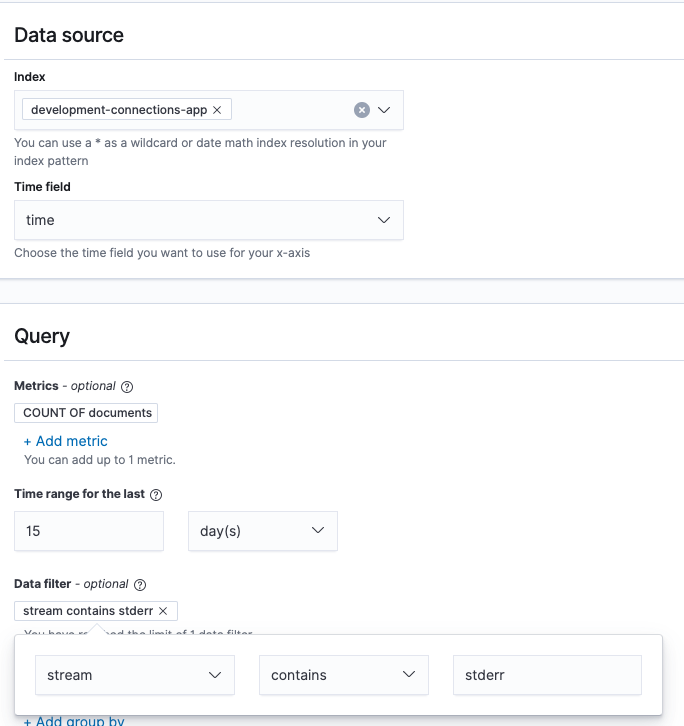 Data source
Index
development-connections-app
You can use a * as a wildcard or date math index resolution in your
index pattern
Time field
time
Choose the time field you want to use for your x-axis
Query
Metrics - optional
COUNT OF documents
+ Add metric
You can add up to 1 metric.
Time range for the last
15 day(s)
Data filter - optional
stream contains stderr
You have the limit of 1 data filter
stream contains stderr
+ Add group by